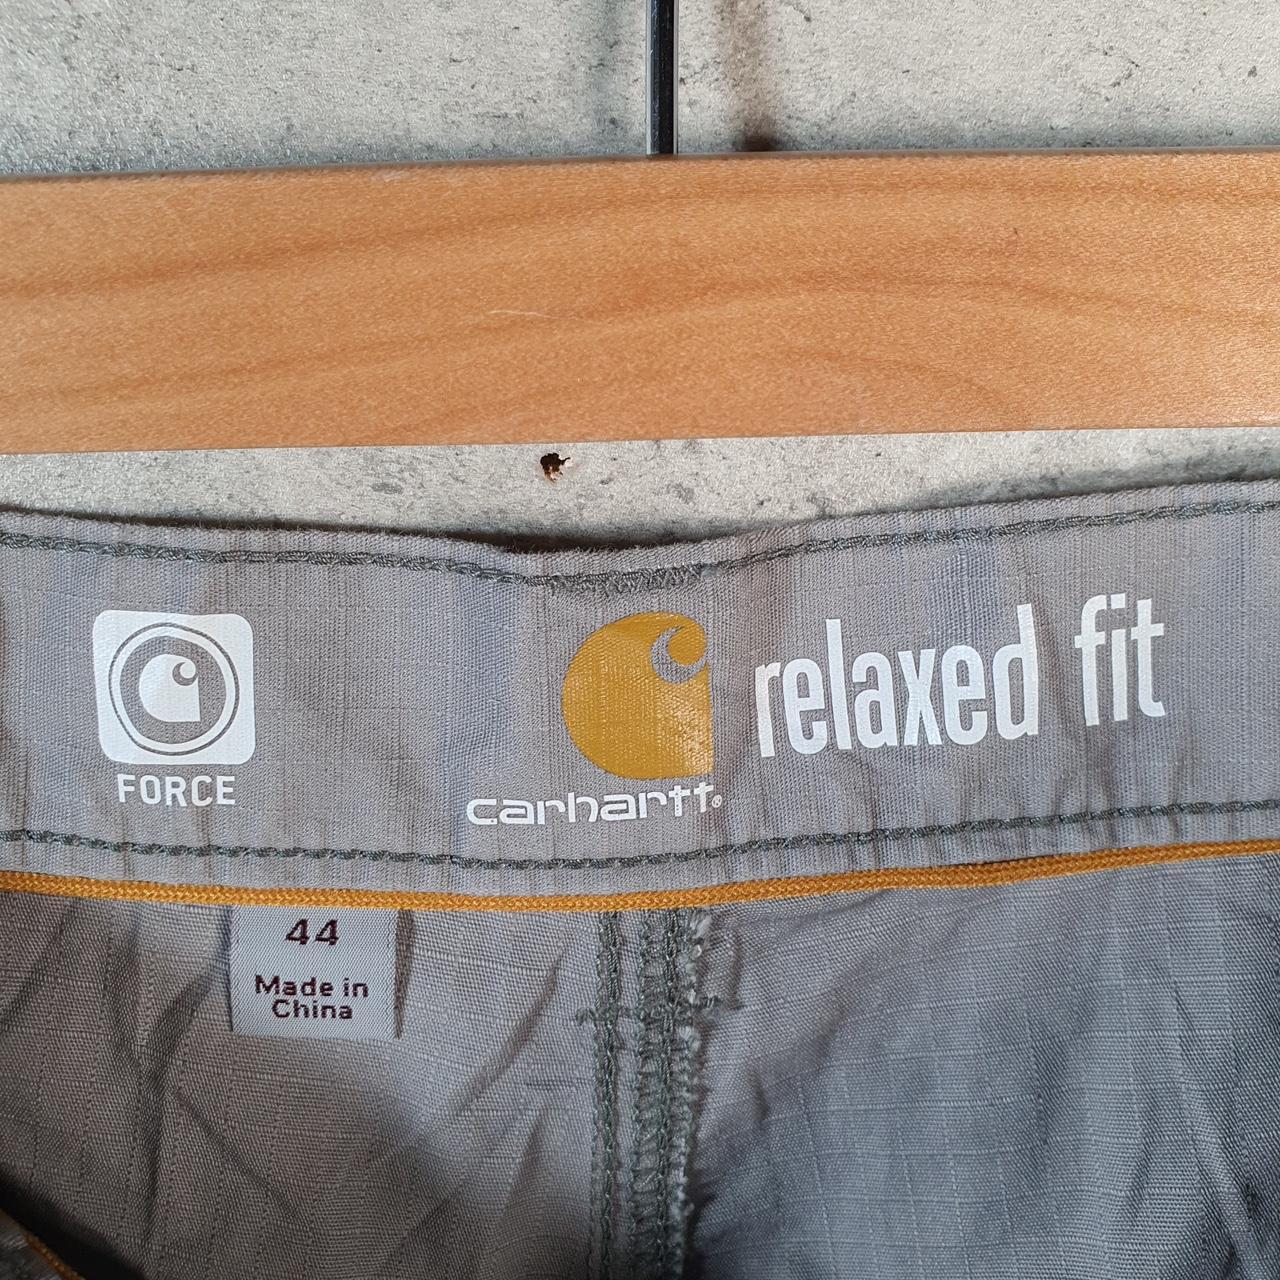 FORCE
carhartt®
relaxed fit
44
Made in
China